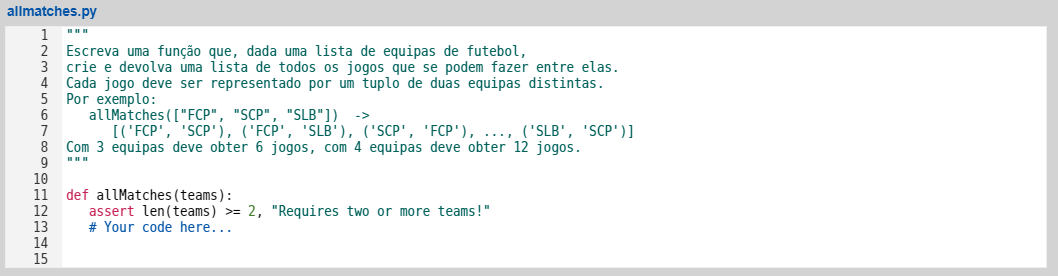 allmatches.py
1 """
2 Escreva uma função que, dada uma lista de equipas de futebol,
3 crie e devolva uma lista de todos os jogos que se podem fazer entre elas.
4 Cada jogo deve ser representado por um tuplo de duas equipas distintas.
5 Por exemplo:
6    allMatches(["FCP", "SCP", "SLB"])  ->
7       [('FCP', 'SCP'), ('FCP', 'SLB'), ('SCP', 'FCP'), ..., ('SLB', 'SCP')]
8 Com 3 equipas deve obter 6 jogos, com 4 equipas deve obter 12 jogos.
9 """
10
11 def allMatches(teams):
12    assert len(teams) >= 2, "Requires two or more teams!"
13    # Your code here...
14
15